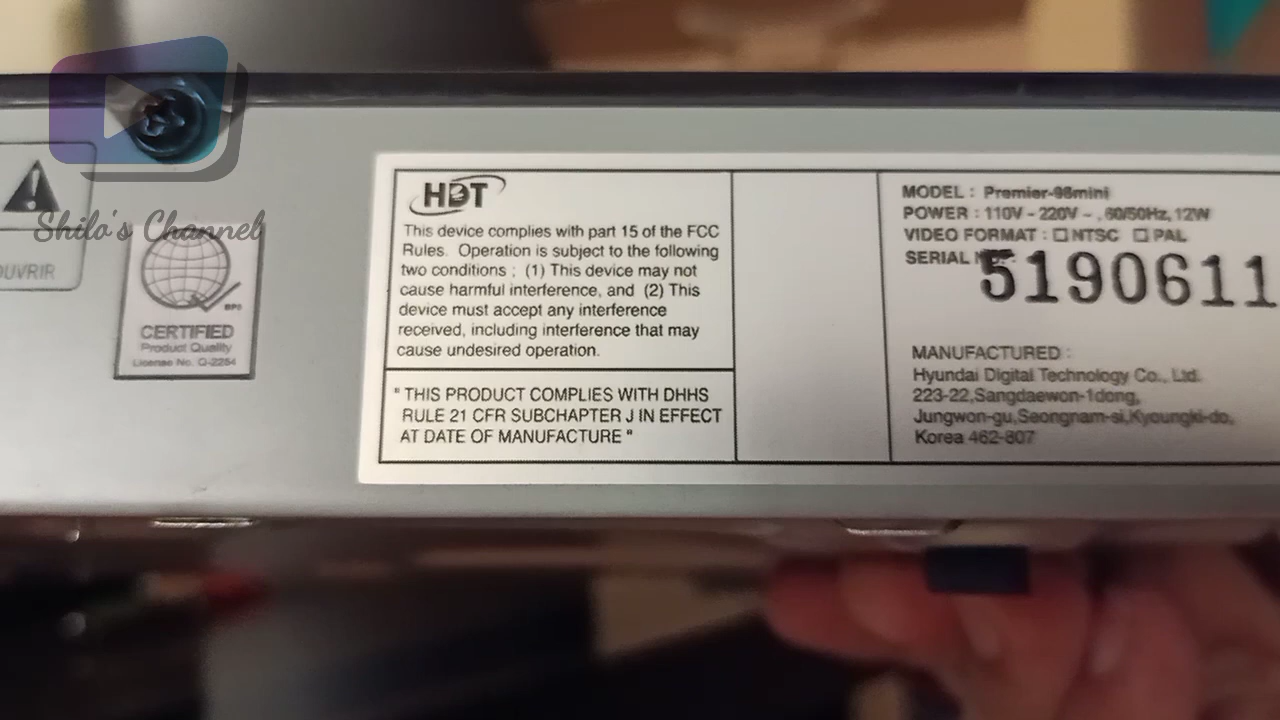 Shilo's Channel
OUVRIR
CERTIFIED
Product Quality
License No. Q-2284
HDT
This device complies with part 15 of the FCC
Rules. Operation is subject to the following
two conditions ; (1) This device may not
cause harmful interference, and (2) This
device must accept any interference
received, including interference that may
cause undesired operation.
" THIS PRODUCT COMPLIES WITH DHHS
RULE 21 CFR SUBCHAPTER J IN EFFECT
AT DATE OF MANUFACTURE "
MODEL : Premier-98mini
POWER : 110V - 220V ~ , 60/50Hz, 12W
VIDEO FORMAT : ☐ NTSC ☐ PAL
SERIAL
5190611
MANUFACTURED :
Hyundai Digital Technology Co., Ltd.
223-22,Sangdaewon-1dong,
Jungwon-gu,Seongnam-si,Kyoungki-do,
Korea 462-807